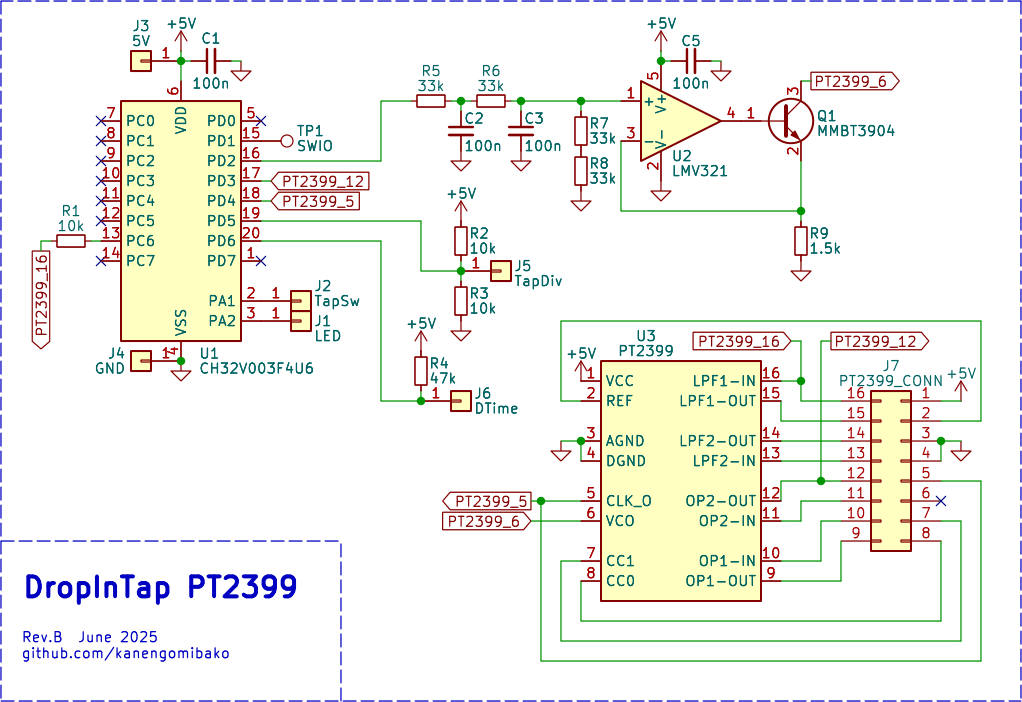 J3
5V
1
+5V
C1
100n
6
VDD
7 PC0
8 PC1
9 PC2
10 PC3
11 PC4
12 PC5
13 PC6
14 PC7
PD0 5
PD1 15
PD2 16
PD3 17
PD4 18
PD5 19
PD6 20
PD7 1
PA1 2
PA2 3
VSS
14
U1
CH32V003F4U6
TP1
SWIO
PT2399_12
PT2399_5
R1
10k
PT2399_16
J4
GND
1
1
J2
TapSw
1
J1
LED
R5
33k
R6
33k
C2
100n
C3
100n
R7
33k
R8
33k
+5V
C5
100n
5
V+
1 +
3 -
V-
2
4
U2
LMV321
1
3
2
Q1
MMBT3904
PT2399_6
R9
1.5k
+5V
R2
10k
R3
10k
1
J5
TapDiv
+5V
R4
47k
1
J6
DTime
U3
PT2399
+5V
1 VCC
2 REF
3 AGND
4 DGND
5 CLK_O
6 VCO
7 CC1
8 CC0
LPF1-IN 16
LPF1-OUT 15
LPF2-OUT 14
LPF2-IN 13
OP2-OUT 12
OP2-IN 11
OP1-IN 10
OP1-OUT 9
PT2399_5
PT2399_6
PT2399_16
PT2399_12
J7
PT2399_CONN
+5V
16 1
15 2
14 3
13 4
12 5
11 6
10 7
9 8
DropInTap PT2399
Rev.B June 2025
github.com/kanengomibako